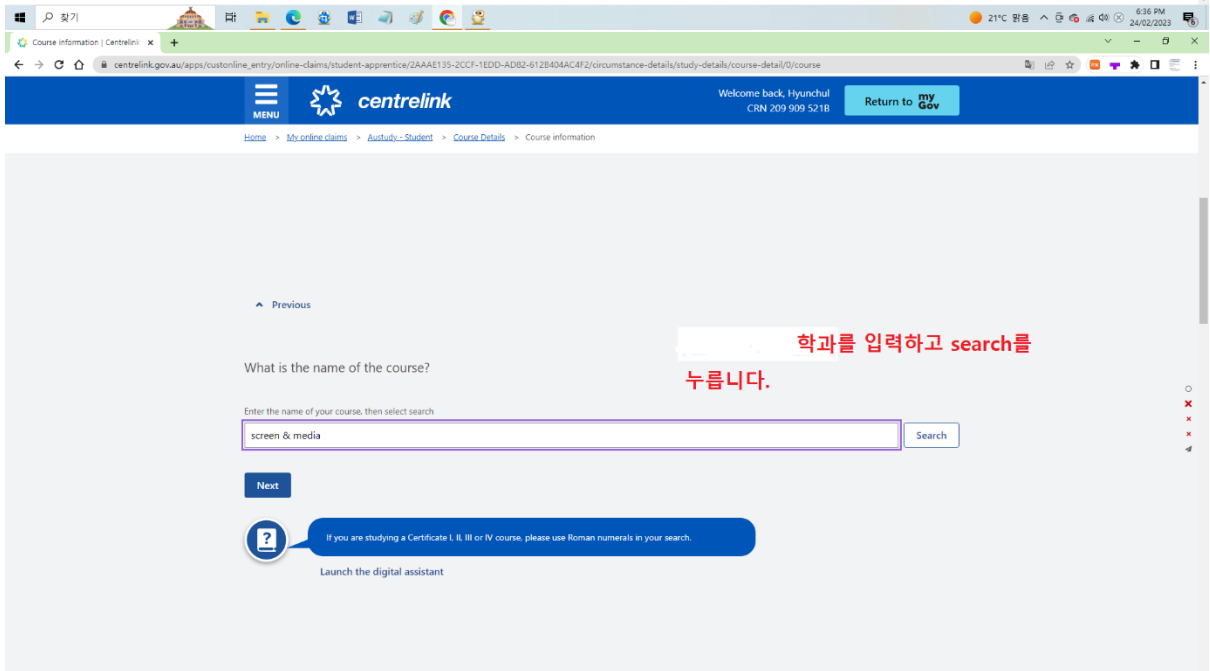 찾기
21°C 맑음
6:36 PM
24/02/2023
Course information | Centrelink
centrelink.gov.au/apps/custonline_entry/online-claims/student-apprentice/2AAAE135-2CCF-1EDD-ADB2-612B404AC4F2/circumstance-details/study-details/course-detail/0/course
MENU
centrelink
Welcome back, Hyunchul
CRN 209 909 521B
Return to my Gov
Home > My online claims > Austudy - Student > Course Details > Course information
Previous
학과를 입력하고 search를
누릅니다.
What is the name of the course?
Enter the name of your course, then select search
screen & media
Search
Next
If you are studying a Certificate I, II, III or IV course, please use Roman numerals in your search.
Launch the digital assistant